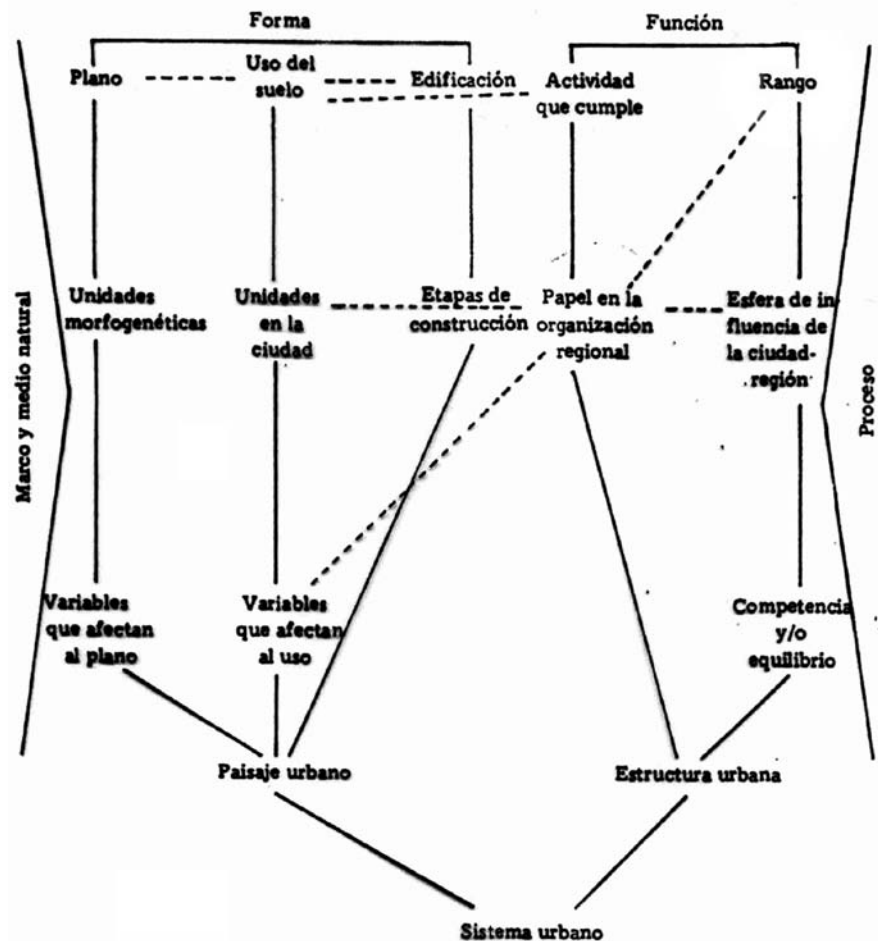 Forma
Función
Plano
Uso del
suelo
Edificación
Actividad
que cumple
Rango
Unidades
morfogenéticas
Unidades
en la
ciudad
Etapas de
construcción
Papel en la
organización
regional
Esfera de in-
fluencia de
la ciudad-
región
Marco y medio natural
Proceso
Variables
que afectan
al plano
Variables
que afectan
al uso
Competencia
y/o
equilibrio
Paisaje urbano
Estructura urbana
Sistema urbano